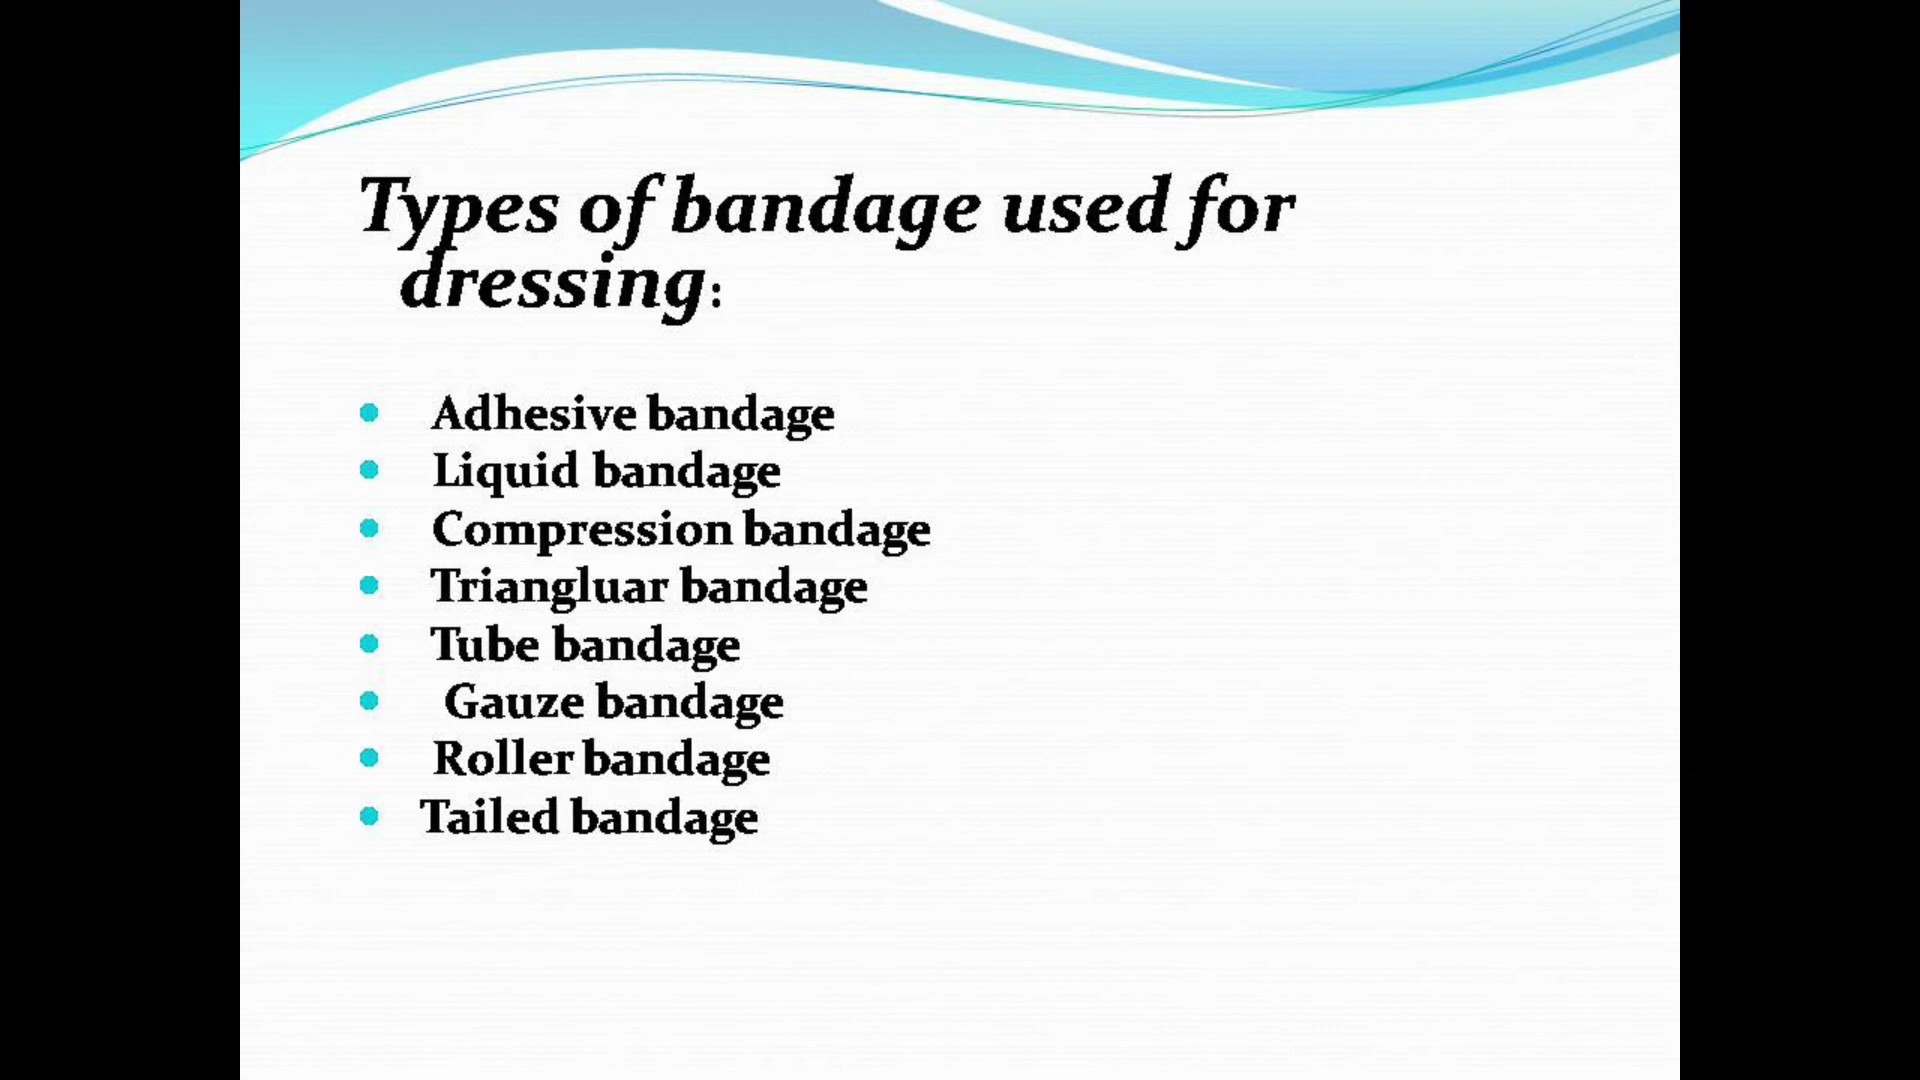 Types of bandage used for
dressing:
Adhesive bandage
Liquid bandage
Compression bandage
Triangluar bandage
Tube bandage
Gauze bandage
Roller bandage
Tailed bandage